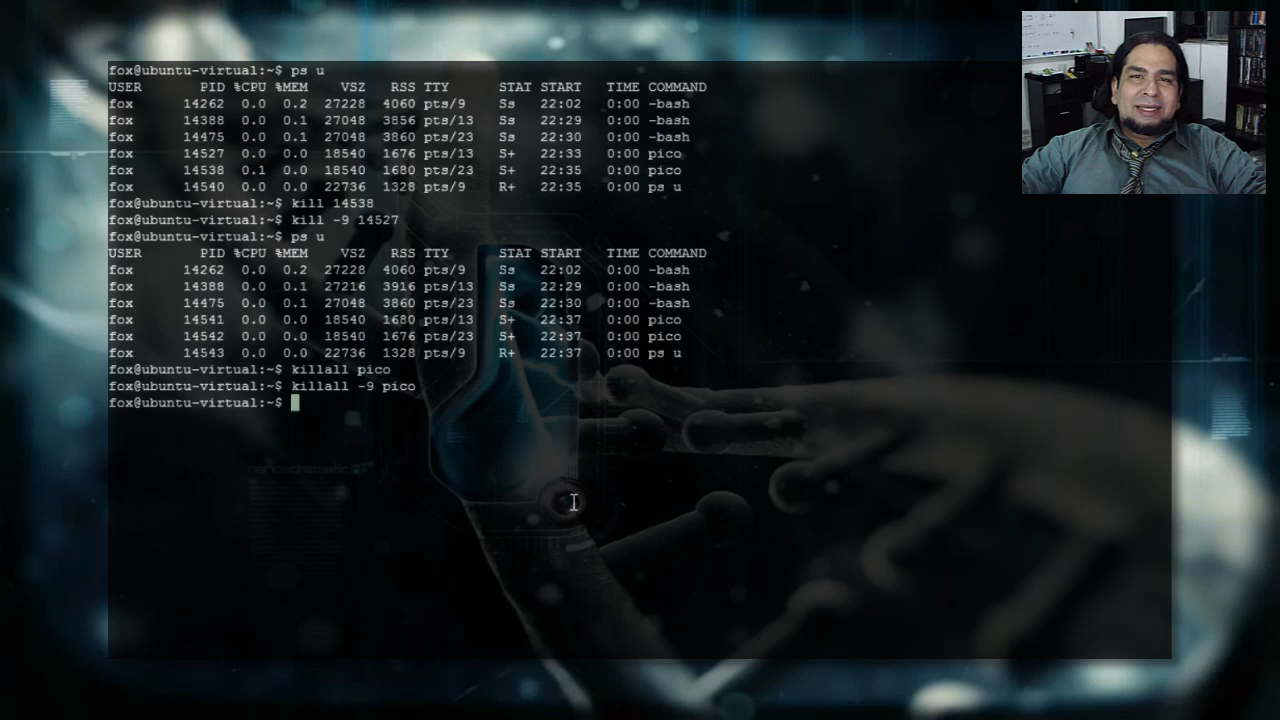 fox@ubuntu-virtual:~$ ps u
USER PID %CPU %MEM VSZ RSS TTY STAT START TIME COMMAND
fox 14262 0.0 0.2 27228 4060 pts/9 Ss 22:02 0:00 -bash
fox 14388 0.0 0.1 27048 3856 pts/13 Ss 22:29 0:00 -bash
fox 14475 0.0 0.1 27048 3860 pts/23 Ss 22:30 0:00 -bash
fox 14527 0.0 0.0 18540 1676 pts/13 S+ 22:33 0:00 pico
fox 14538 0.1 0.0 18540 1680 pts/23 S+ 22:35 0:00 pico
fox 14540 0.0 0.0 22736 1328 pts/9 R+ 22:35 0:00 ps u
fox@ubuntu-virtual:~$ kill 14538
fox@ubuntu-virtual:~$ kill -9 14527
fox@ubuntu-virtual:~$ ps u
USER PID %CPU %MEM VSZ RSS TTY STAT START TIME COMMAND
fox 14262 0.0 0.2 27228 4060 pts/9 Ss 22:02 0:00 -bash
fox 14388 0.0 0.1 27216 3916 pts/13 Ss 22:29 0:00 -bash
fox 14475 0.0 0.1 27048 3860 pts/23 Ss 22:30 0:00 -bash
fox 14541 0.0 0.0 18540 1680 pts/13 S+ 22:37 0:00 pico
fox 14542 0.0 0.0 18540 1676 pts/23 S+ 22:37 0:00 pico
fox 14543 0.0 0.0 22736 1328 pts/9 R+ 22:37 0:00 ps u
fox@ubuntu-virtual:~$ killall pico
fox@ubuntu-virtual:~$ killall -9 pico
fox@ubuntu-virtual:~$